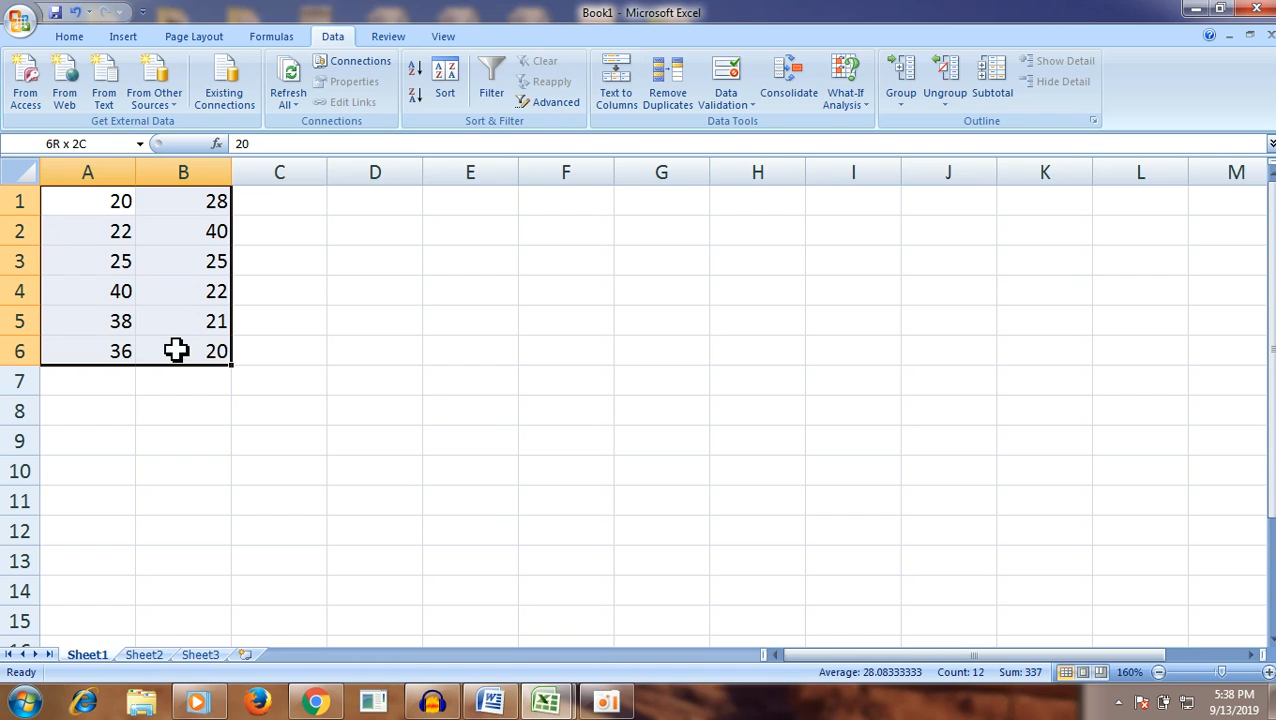 Book1 - Microsoft Excel
Home Insert Page Layout Formulas Data Review View
From Access
From Web
From Text
From Other Sources
Existing Connections
Get External Data
Refresh All
Connections
Properties
Edit Links
Connections
Sort
Filter
Clear
Reapply
Advanced
Sort & Filter
Text to Columns
Remove Duplicates
Data Validation
Consolidate
What-If Analysis
Data Tools
Group
Ungroup
Subtotal
Show Detail
Hide Detail
Outline
6R x 2C fx 20
A B C D E F G H I J K L M
1 20 28
2 22 40
3 25 25
4 40 22
5 38 21
6 36 20
7
8
9
10
11
12
13
14
15
Sheet1 Sheet2 Sheet3
Ready Average: 28.08333333 Count: 12 Sum: 337 160%
5:38 PM
9/13/2019